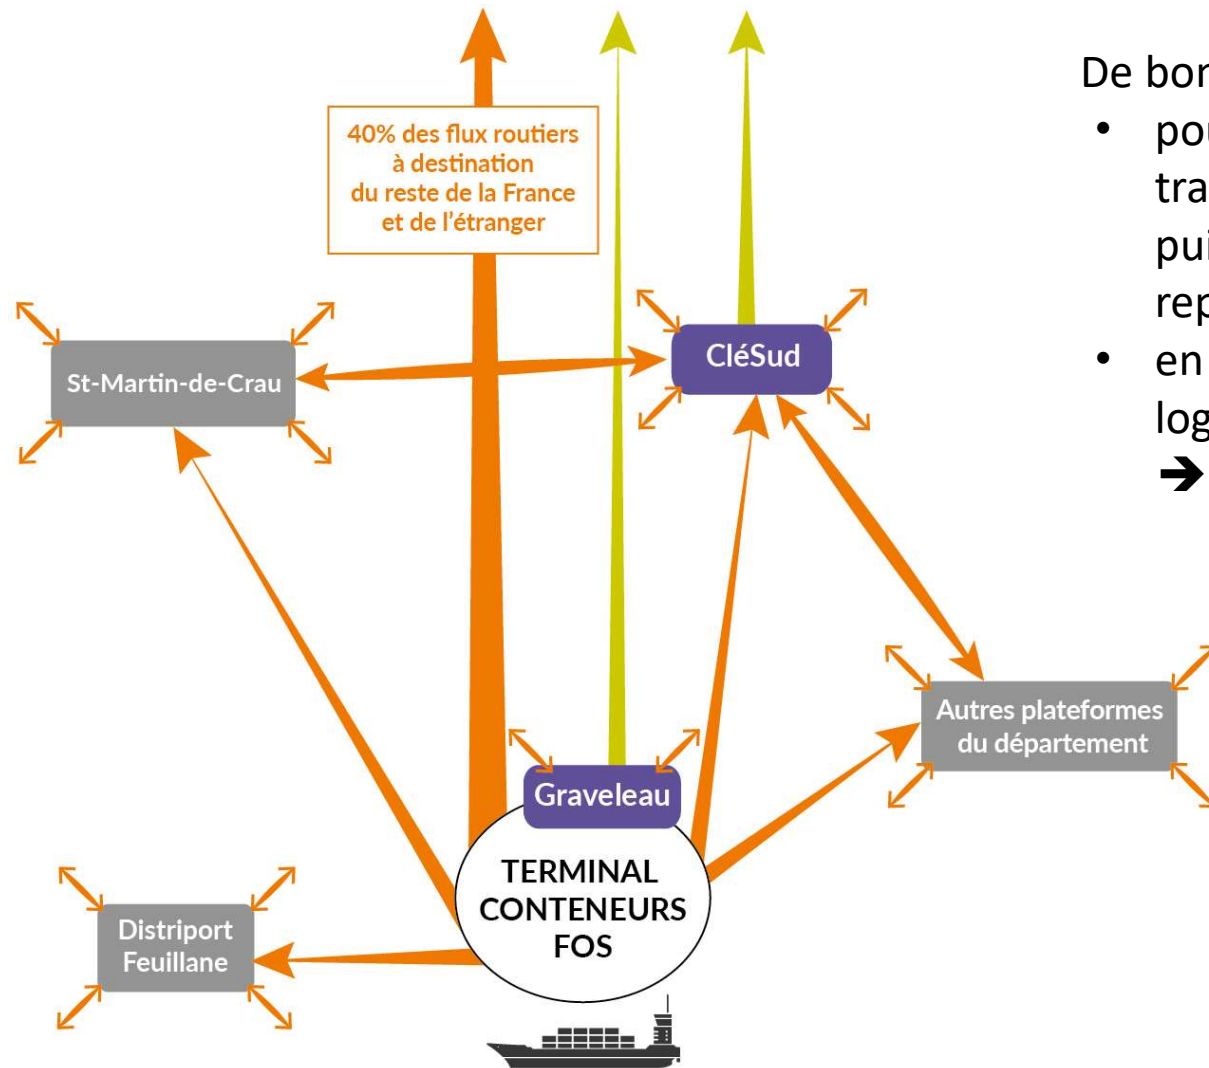 40% des flux routiers
à destination
du reste de la France
et de l'étranger
St-Martin-de-Crau
CléSud
Autres plateformes
du département
Graveleau
TERMINAL
CONTENEURS
FOS
Distriport
Feuillane
De
•
•
en
➔